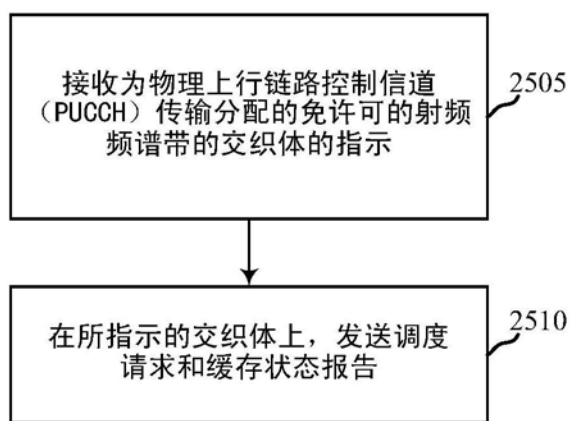 接收为物理上行链路控制信道
（PUCCH）传输分配的免许可的射频
频谱带的交织体的指示
2505
在所指示的交织体上，发送调度
请求和缓存状态报告
2510